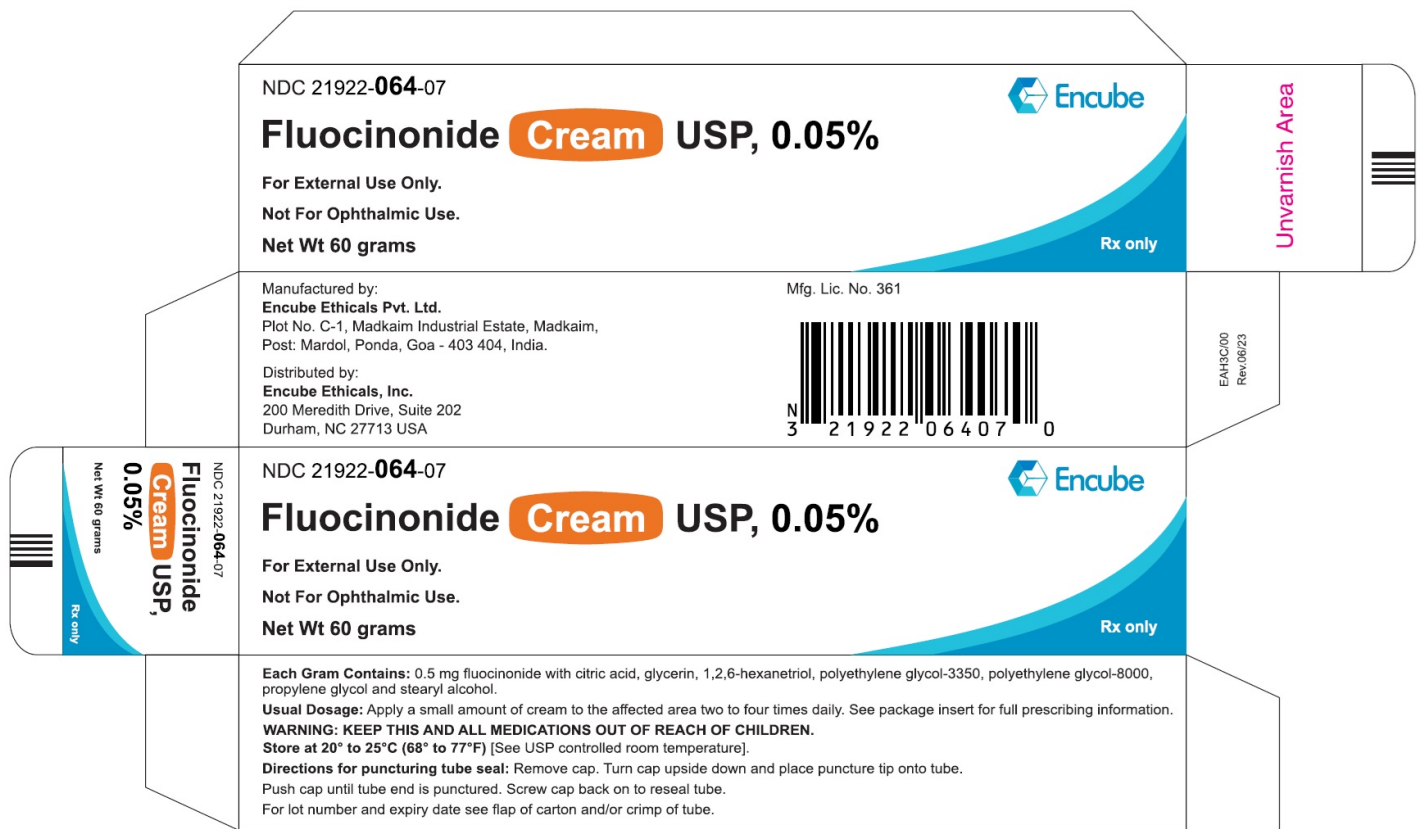 NDC 21922-064-07
Encube
Fluocinonide Cream USP, 0.05%
For External Use Only.
Not For Ophthalmic Use.
Net Wt 60 grams
Rx only
Unvarnish Area
Manufactured by:
Encube Ethicals Pvt. Ltd.
Plot No. C-1, Madkaim Industrial Estate, Madkaim,
Post: Mardol, Ponda, Goa - 403 404, India.
Distributed by:
Encube Ethicals, Inc.
200 Meredith Drive, Suite 202
Durham, NC 27713 USA
Mfg. Lic. No. 361
N
3 21922 06407 0
EAH3C/00
Rev.06/23
NDC 21922-064-07
Fluocinonide
Cream USP,
0.05%
Net Wt 60 grams
Rx only
NDC 21922-064-07
Encube
Fluocinonide Cream USP, 0.05%
For External Use Only.
Not For Ophthalmic Use.
Net Wt 60 grams
Rx only
Each Gram Contains: 0.5 mg fluocinonide with citric acid, glycerin, 1,2,6-hexanetriol, polyethylene glycol-3350, polyethylene glycol-8000,
propylene glycol and stearyl alcohol.
Usual Dosage: Apply a small amount of cream to the affected area two to four times daily. See package insert for full prescribing information.
WARNING: KEEP THIS AND ALL MEDICATIONS OUT OF REACH OF CHILDREN.
Store at 20° to 25°C (68° to 77°F) [See USP controlled room temperature].
Directions for puncturing tube seal: Remove cap. Turn cap upside down and place puncture tip onto tube.
Push cap until tube end is punctured. Screw cap back on to reseal tube.
For lot number and expiry date see flap of carton and/or crimp of tube.